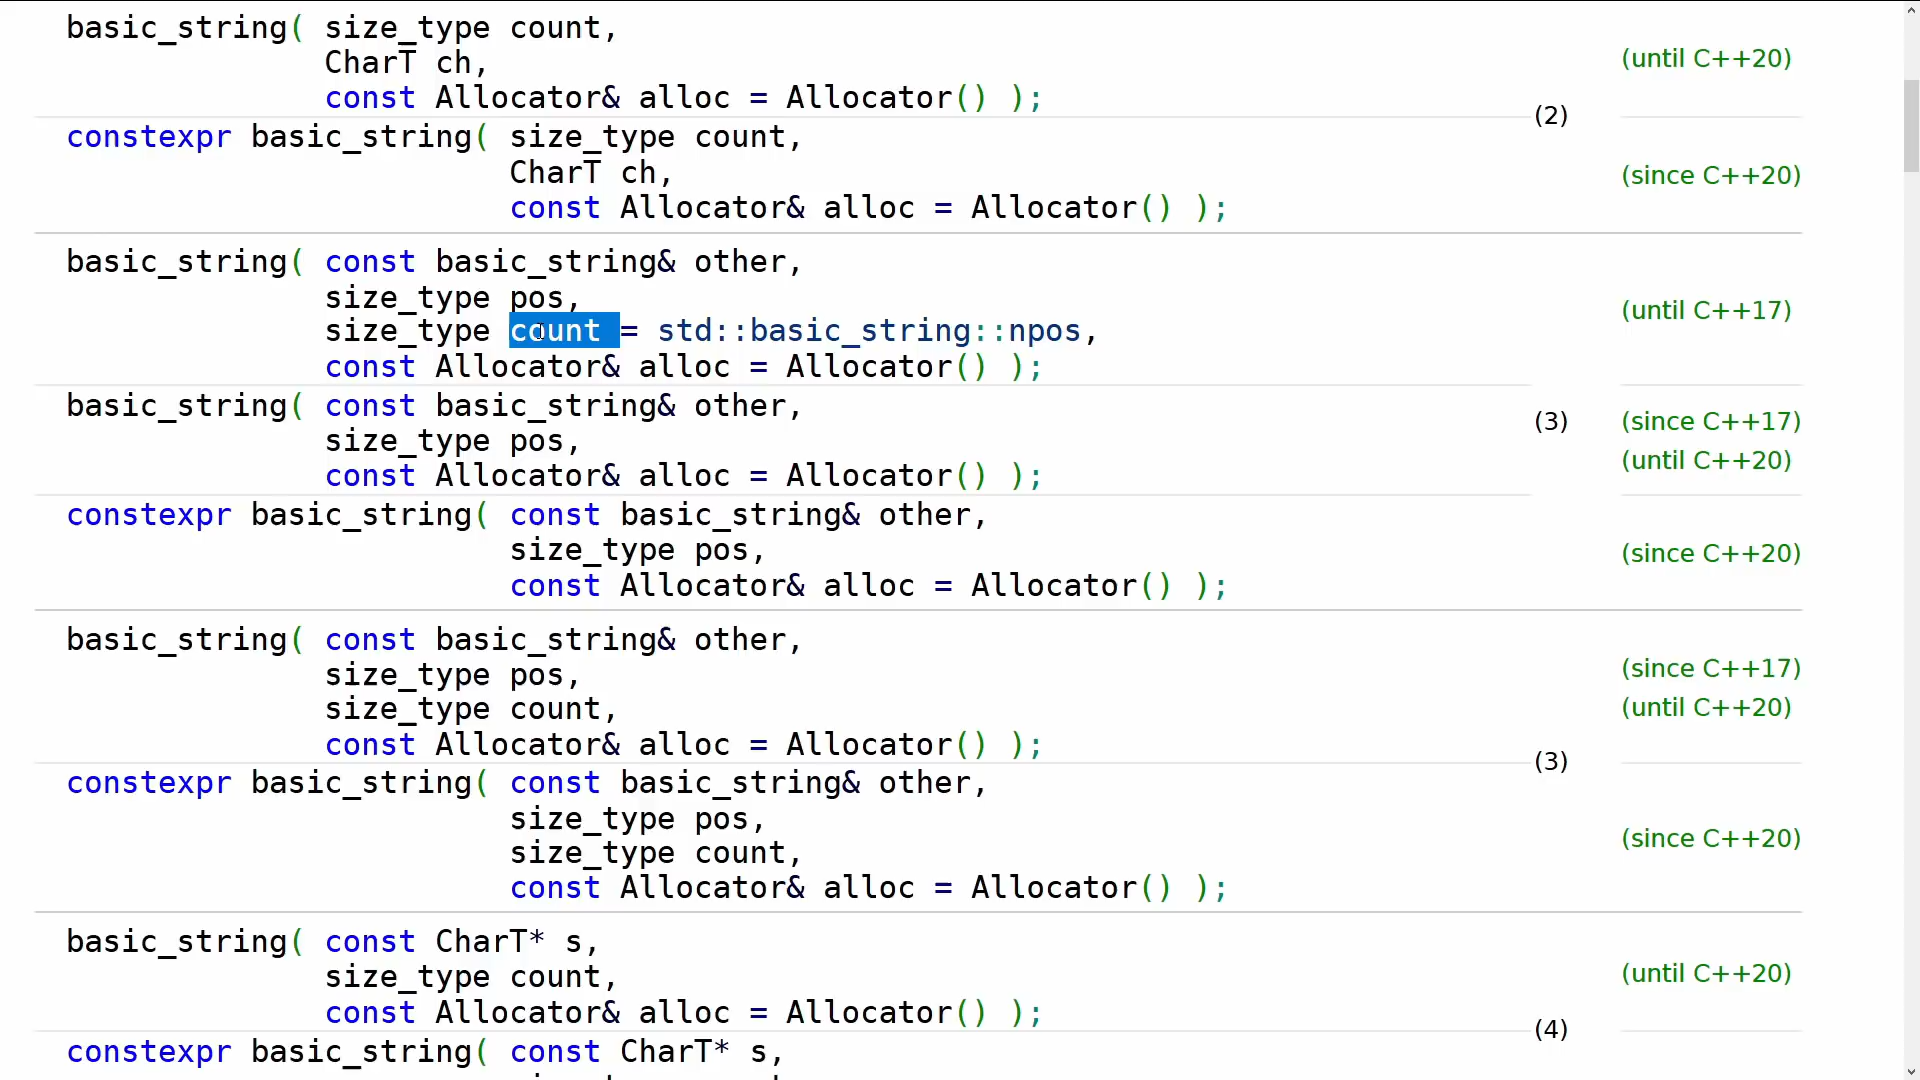 basic_string( size_type count,
CharT ch,
(until C++20)
const Allocator& alloc = Allocator() );
(2)
constexpr basic_string( size_type count,
CharT ch,
(since C++20)
const Allocator& alloc = Allocator() );
basic_string( const basic_string& other,
size_type pos,
(until C++17)
size_type count = std::basic_string::npos,
const Allocator& alloc = Allocator() );
basic_string( const basic_string& other,
(3)
(since C++17)
size_type pos,
(until C++20)
const Allocator& alloc = Allocator() );
constexpr basic_string( const basic_string& other,
size_type pos,
(since C++20)
const Allocator& alloc = Allocator() );
basic_string( const basic_string& other,
(since C++17)
size_type pos,
size_type count,
(until C++20)
const Allocator& alloc = Allocator() );
(3)
constexpr basic_string( const basic_string& other,
size_type pos,
(since C++20)
size_type count,
const Allocator& alloc = Allocator() );
basic_string( const CharT* s,
size_type count,
(until C++20)
const Allocator& alloc = Allocator() );
(4)
constexpr basic_string( const CharT* s,